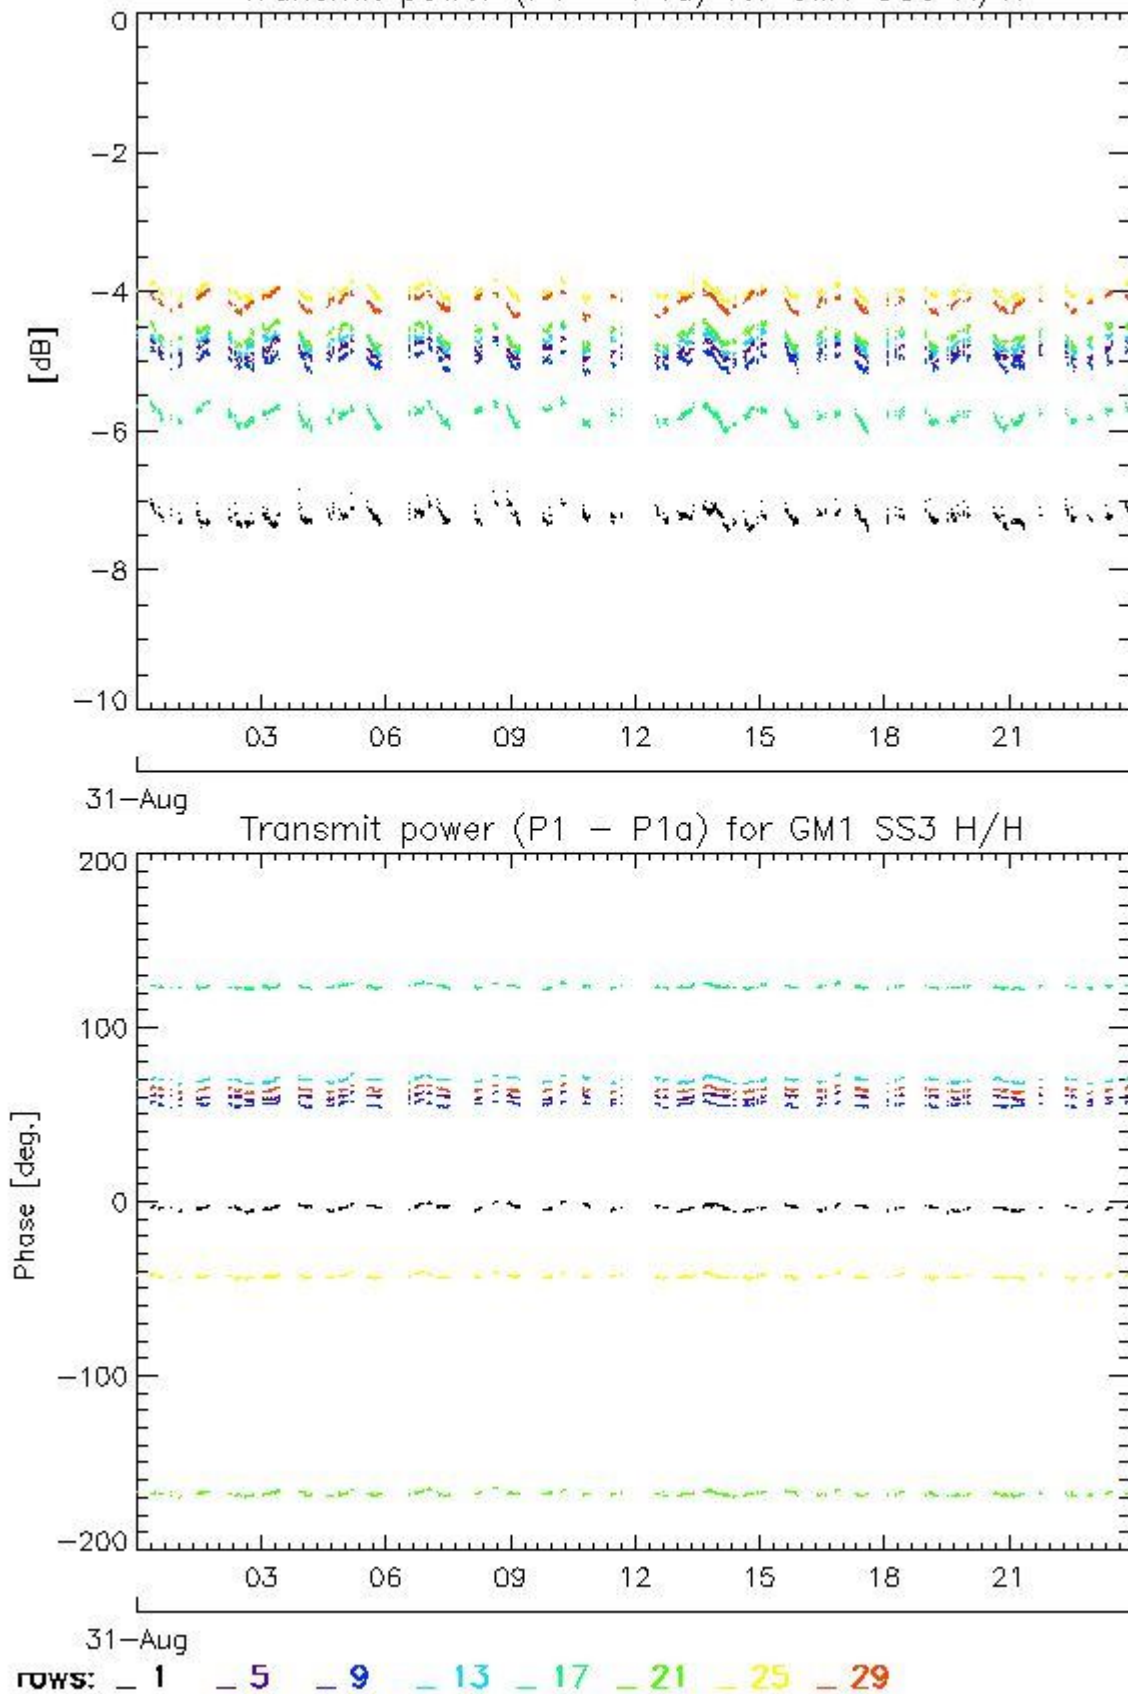 0
−2
−4
[dB]
−6
−8
−10
03 06 09 12 15 18 21
31−Aug
Transmit power (P1 − P1a) for GM1 SS3 H/H
200
100
0
Phase [deg.]
−100
−200
03 06 09 12 15 18 21
31−Aug
rows: _ 1 _ 5 _ 9 _ 13 _ 17 _ 21 _ 25 _ 29